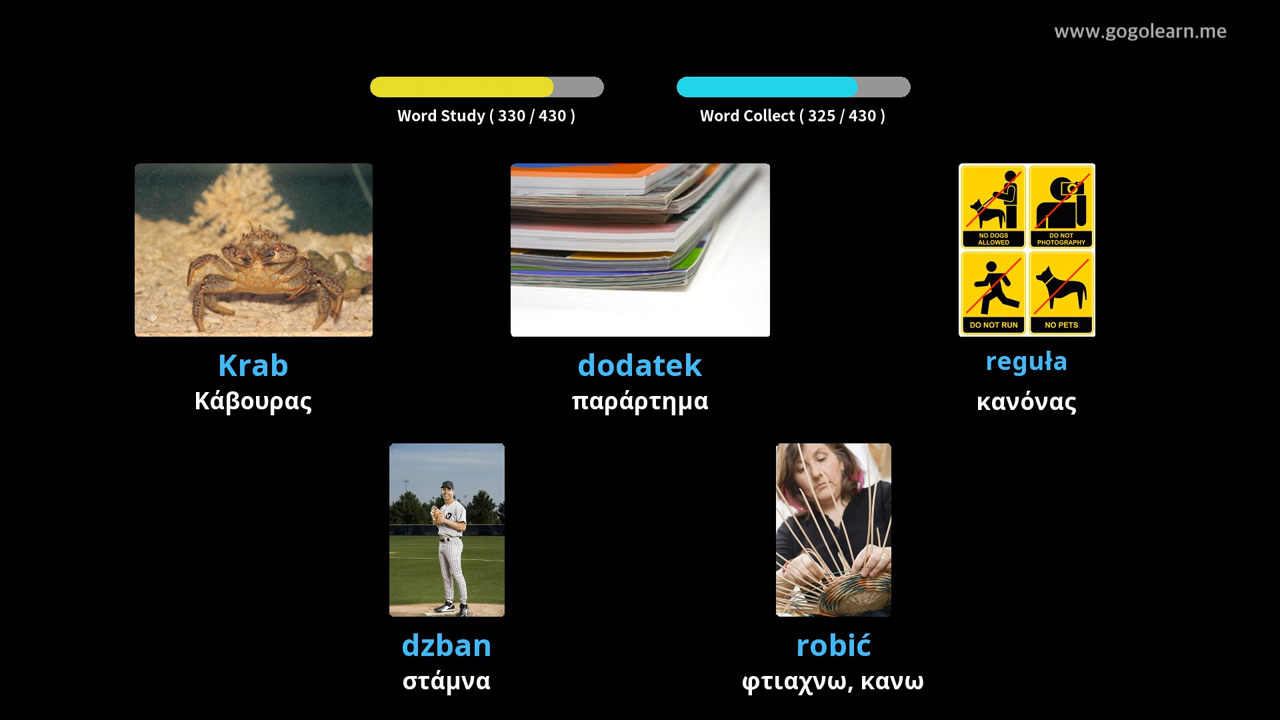 www.gogolearn.me
Word Study ( 330 / 430 )
Word Collect ( 325 / 430 )
NO DOGS
ALLOWED
DO NOT
PHOTOGRAPHY
DO NOT RUN
NO PETS
Krab
Κάβουρας
dodatek
παράρτημα
reguła
κανόνας
dzban
στάμνα
robić
φτιαχνω, κανω